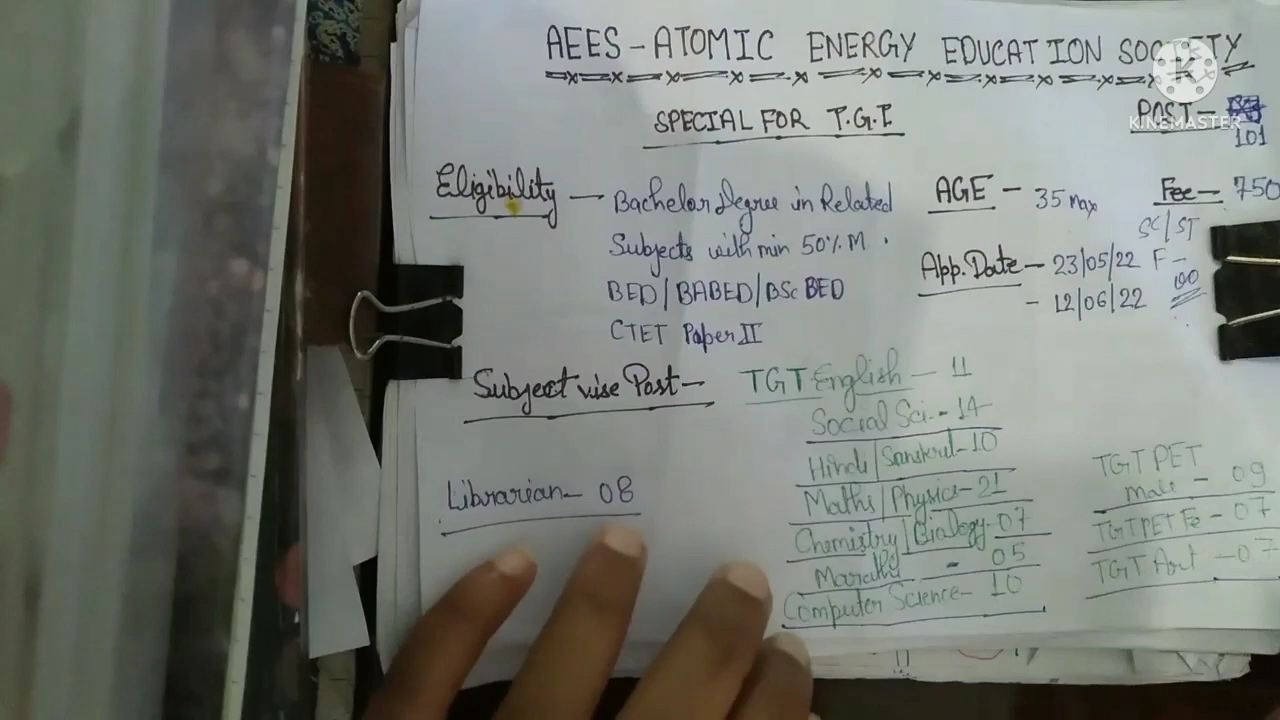 AEES - ATOMIC ENERGY EDUCATION SOCIETY
SPECIAL FOR T.G.T.
POST -
101
KINEMASTER
Eligibility — Bachelor Degree in Related
Subjects with min 50% M.
BED/BABED/BSc BED
CTET Paper II
AGE - 35 max
Fee - 750
SC/ST
F -
App. Date - 23/05/22
- 12/06/22
Subject wise Post -
TGT English - 11
Social Sci. - 14
Hindi/Sanskrit - 10
Maths/Physics - 21
Chemistry/Biology - 07
Marathi - 05
Computer Science - 10
Librarian - 08
TGT PET
male - 09
TGT PET Fe - 07
TGT Art - 07